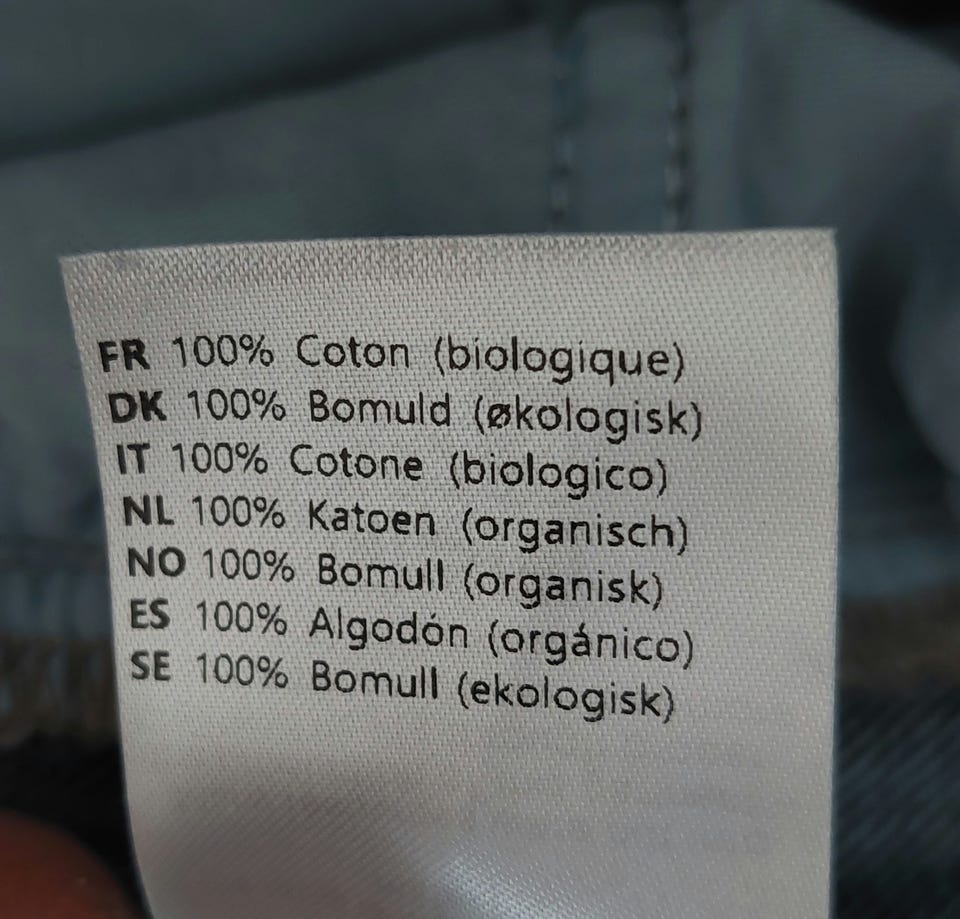 FR 100% Coton (biologique)
DK 100% Bomuld (økologisk)
IT 100% Cotone (biologico)
NL 100% Katoen (organisch)
NO 100% Bomull (organisk)
ES 100% Algodón (orgánico)
SE 100% Bomull (ekologisk)